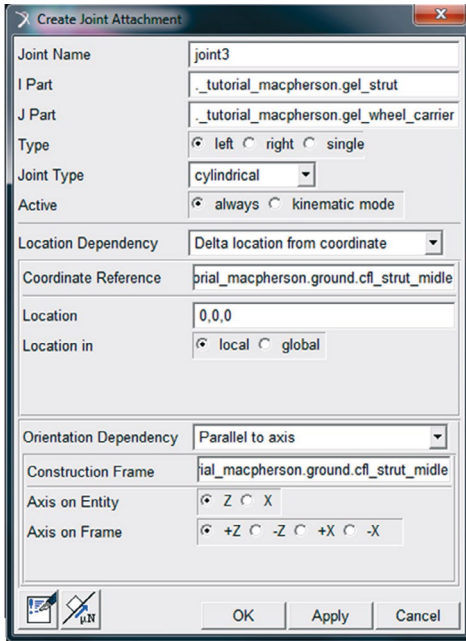 Create Joint Attachment
x
Joint Name joint3
I Part ._tutorial_macpherson.gel_strut
J Part ._tutorial_macpherson.gel_wheel_carrier
Type left right single
Joint Type cylindrical
Active always kinematic mode
Location Dependency Delta location from coordinate
Coordinate Reference orial_macpherson.ground.cfl_strut_midle
Location 0,0,0
Location in local global
Orientation Dependency Parallel to axis
Construction Frame rial_macpherson.ground.cfl_strut_midle
Axis on Entity Z X
Axis on Frame +Z -Z +X -X
μN
OK Apply Cancel